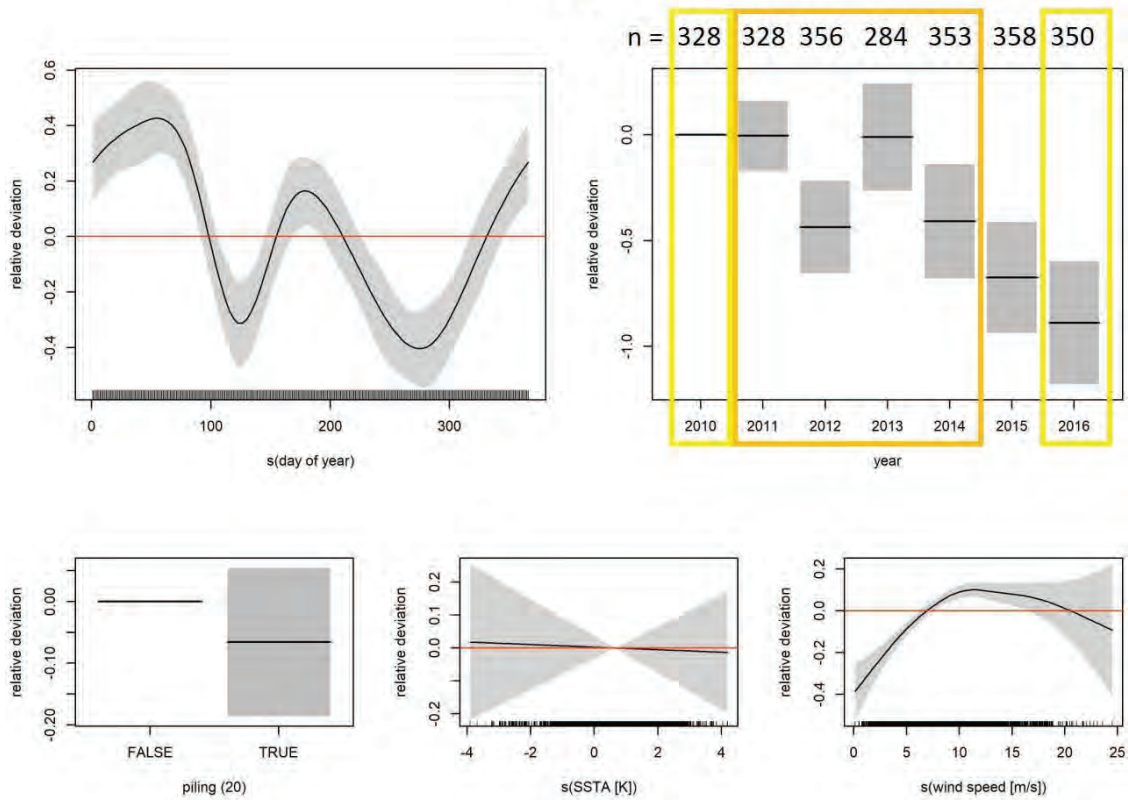 n = 328 328 356 284 353 358 350
relative deviation
0.6
0.4
0.2
0.0
-0.2
-0.4
0 100 200 300
s(day of year)
relative deviation
0.0
-0.5
-1.0
2010 2011 2012 2013 2014 2015 2016
year
relative deviation
0.00
-0.10
-0.20
FALSE TRUE
piling (20)
relative deviation
0.2
0.1
0.0
-0.2
-4 -2 0 2 4
s(SSTA [K])
relative deviation
0.2
0.0
-0.2
-0.4
0 5 10 15 20 25
s(wind speed [m/s])